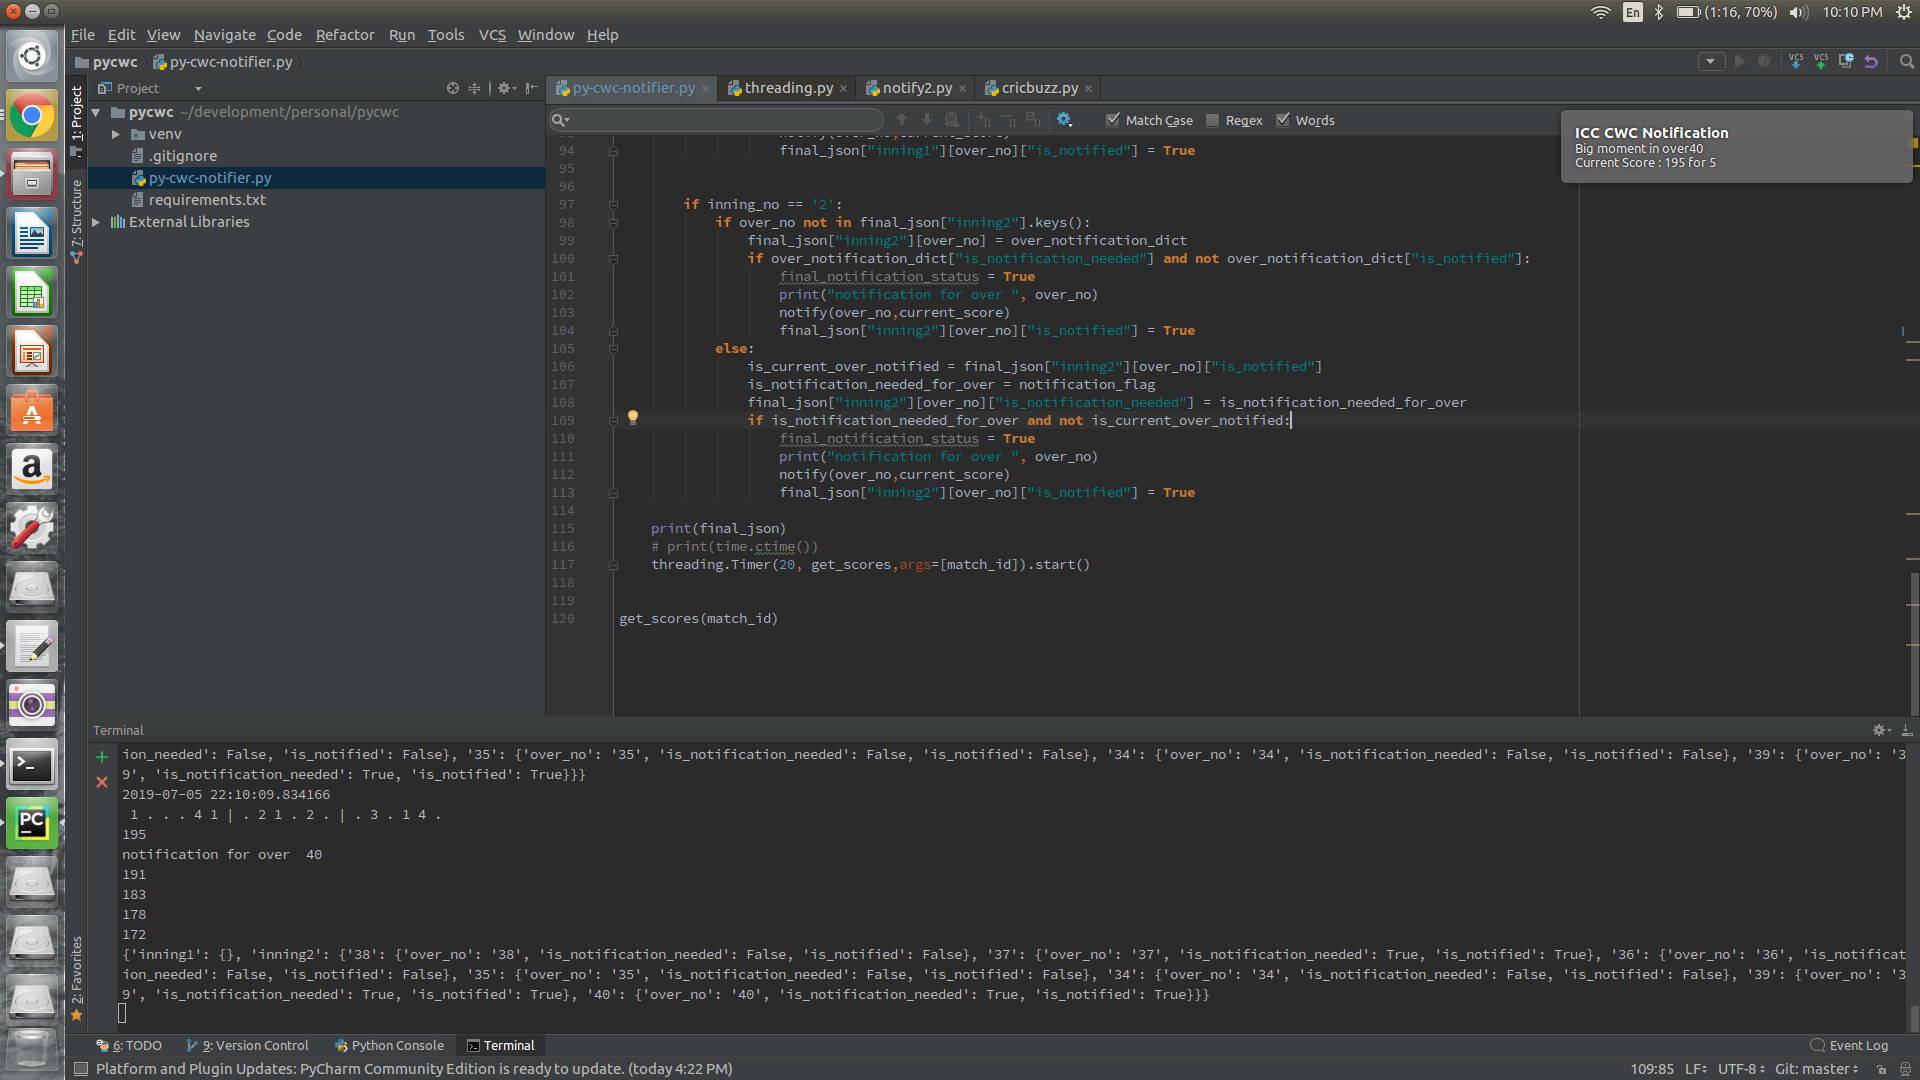 En (1:16, 70%) 10:10 PM
File Edit View Navigate Code Refactor Run Tools VCS Window Help
pycwc py-cwc-notifier.py
VCS VCS
Project
py-cwc-notifier.py × threading.py × notify2.py × cricbuzz.py ×
1: Project
7: Structure
2: Favorites
pycwc ~/development/personal/pycwc
venv
.gitignore
py-cwc-notifier.py
requirements.txt
External Libraries
Match Case Regex Words
ICC CWC Notification
Big moment in over40
Current Score : 195 for 5
94 final_json["inning1"][over_no]["is_notified"] = True
95
96
97 if inning_no == '2':
98 if over_no not in final_json["inning2"].keys():
99 final_json["inning2"][over_no] = over_notification_dict
100 if over_notification_dict["is_notification_needed"] and not over_notification_dict["is_notified"]:
101 final_notification_status = True
102 print("notification for over ", over_no)
103 notify(over_no,current_score)
104 final_json["inning2"][over_no]["is_notified"] = True
105 else:
106 is_current_over_notified = final_json["inning2"][over_no]["is_notified"]
107 is_notification_needed_for_over = notification_flag
108 final_json["inning2"][over_no]["is_notification_needed"] = is_notification_needed_for_over
109 if is_notification_needed_for_over and not is_current_over_notified:
110 final_notification_status = True
111 print("notification for over ", over_no)
112 notify(over_no,current_score)
113 final_json["inning2"][over_no]["is_notified"] = True
114
115 print(final_json)
116 # print(time.ctime())
117 threading.Timer(20, get_scores,args=[match_id]).start()
118
119
120 get_scores(match_id)
Terminal
ion_needed': False, 'is_notified': False}, '35': {'over_no': '35', 'is_notification_needed': False, 'is_notified': False}, '34': {'over_no': '34', 'is_notification_needed': False, 'is_notified': False}, '39': {'over_no': '3
9', 'is_notification_needed': True, 'is_notified': True}}}
2019-07-05 22:10:09.834166
1 . . . 4 1 | . 2 1 . 2 . | . 3 . 1 4 .
195
notification for over  40
191
183
178
172
{'inning1': {}, 'inning2': {'38': {'over_no': '38', 'is_notification_needed': False, 'is_notified': False}, '37': {'over_no': '37', 'is_notification_needed': True, 'is_notified': True}, '36': {'over_no': '36', 'is_notificat
ion_needed': False, 'is_notified': False}, '35': {'over_no': '35', 'is_notification_needed': False, 'is_notified': False}, '34': {'over_no': '34', 'is_notification_needed': False, 'is_notified': False}, '39': {'over_no': '3
9', 'is_notification_needed': True, 'is_notified': True}, '40': {'over_no': '40', 'is_notification_needed': True, 'is_notified': True}}}
6: TODO 9: Version Control Python Console Terminal Event Log
Platform and Plugin Updates: PyCharm Community Edition is ready to update. (today 4:22 PM) 109:85 LF UTF-8 Git: master